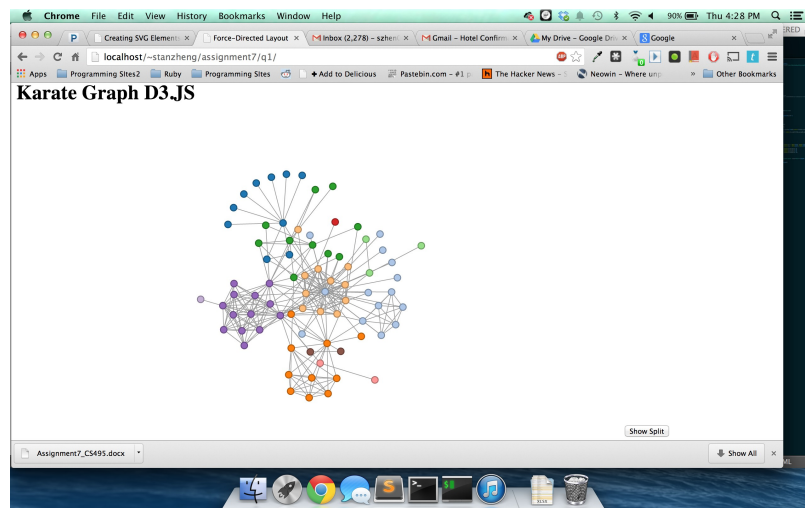 Chrome File Edit View History Bookmarks Window Help 90% Thu 4:28 PM
P Creating SVG Elements × Force-Directed Layout × Inbox (2,278) – szhen × Gmail – Hotel Confirm × My Drive – Google Dri × Google ×
RED
localhost/~stanzheng/assignment7/q1/
Apps Programming Sites2 Ruby Programming Sites + Add to Delicious Pastebin.com – #1 p The Hacker News – Neowin – Where unp » Other Bookmarks
Karate Graph D3.JS
Show Split
Assignment7_CS495.docx Show All ×
ML